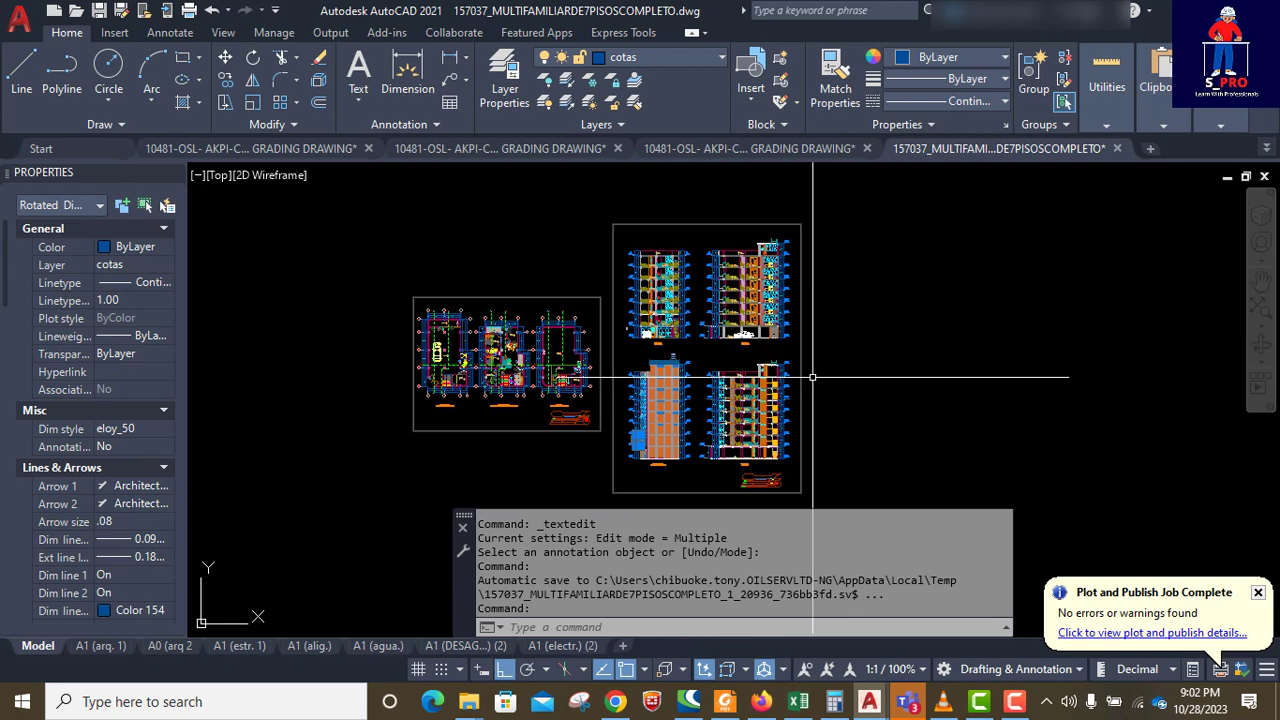 Autodesk AutoCAD 2021 157037_MULTIFAMILIARDE7PISOSCOMPLETO.dwg Type a keyword or phrase
Home Insert Annotate View Manage Output Add-ins Collaborate Express Tools Featured Apps
Line Polyline Circle Arc Text Dimension Layer Properties cotas Insert Match Properties ByLayer ByLayer Contin... Group Utilities Clipbo
Draw Modify Annotation Layers Block Properties Groups
S_PRO
Learn With Professionals
Start 10481-OSL- AKPI-C... GRADING DRAWING* 10481-OSL- AKPI-C... GRADING DRAWING* 10481-OSL- AKPI-C... GRADING DRAWING* 157037_MULTIFAMI...DE7PISOSCOMPLETO*
PROPERTIES
[−][Top][2D Wireframe]
Rotated Di...
General
Color ByLayer
Layer cotas
Linetype Conti...
Linetype... 1.00
Plot style ByColor
Lineweig... ByLa...
Transpar... ByLayer
Hyperlink
Associati... No
Misc
Dim style eloy_50
Annotati... No
Lines & Arrows
Arrow 1 Architect...
Arrow 2 Architect...
Arrow size .08
Dim line... 0.09...
Ext line l... 0.18...
Dim line 1 On
Dim line 2 On
Dim line... Color 154
Y
X
Command: _textedit
Current settings: Edit mode = Multiple
Select an annotation object or [Undo/Mode]:
Command:
Automatic save to C:\Users\chibuoke.tony.OILSERVLTD-NG\AppData\Local\Temp
\157037_MULTIFAMILIARDE7PISOSCOMPLETO_1_20936_736bb3fd.sv$ ...
Command:
Type a command
Plot and Publish Job Complete
No errors or warnings found
Click to view plot and publish details...
Model A1 (arq. 1) A0 (arq 2 A1 (estr. 1) A1 (alig.) A1 (agua.) A1 (DESAG...) (2) A1 (electr.) (2)
1:1 / 100% Drafting & Annotation Decimal
Type here to search
9:02 PM
10/28/2023